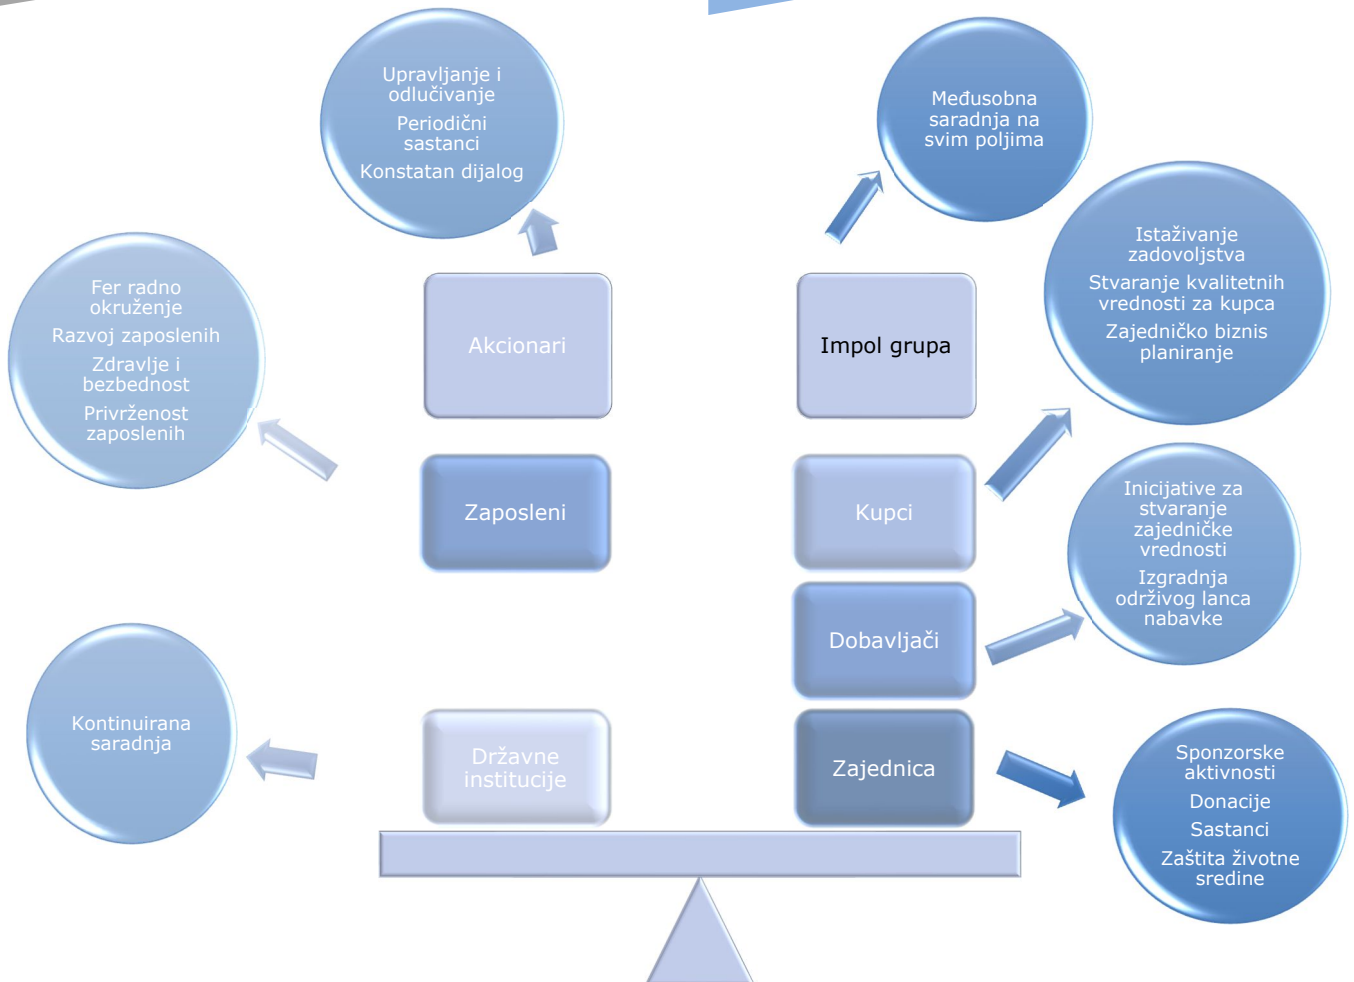 Upravljanje i
odlučivanje
Periodični
sastanci
Konstatan dijalog
Međusobna
saradnja na
svim poljima
Fer radno
okruženje
Razvoj zaposlenih
Zdravlje i
bezbednost
Privrženost
zaposlenih
Akcionari
Impol grupa
Istaživanje
zadovoljstva
Stvaranje kvalitetnih
vrednosti za kupca
Zajedničko biznis
planiranje
Zaposleni
Kupci
Inicijative za
stvaranje
zajedničke
vrednosti
Izgradnja
održivog lanca
nabavke
Dobavljači
Kontinuirana
saradnja
Državne
institucije
Zajednica
Sponzorske
aktivnosti
Donacije
Sastanci
Zaštita životne
sredine